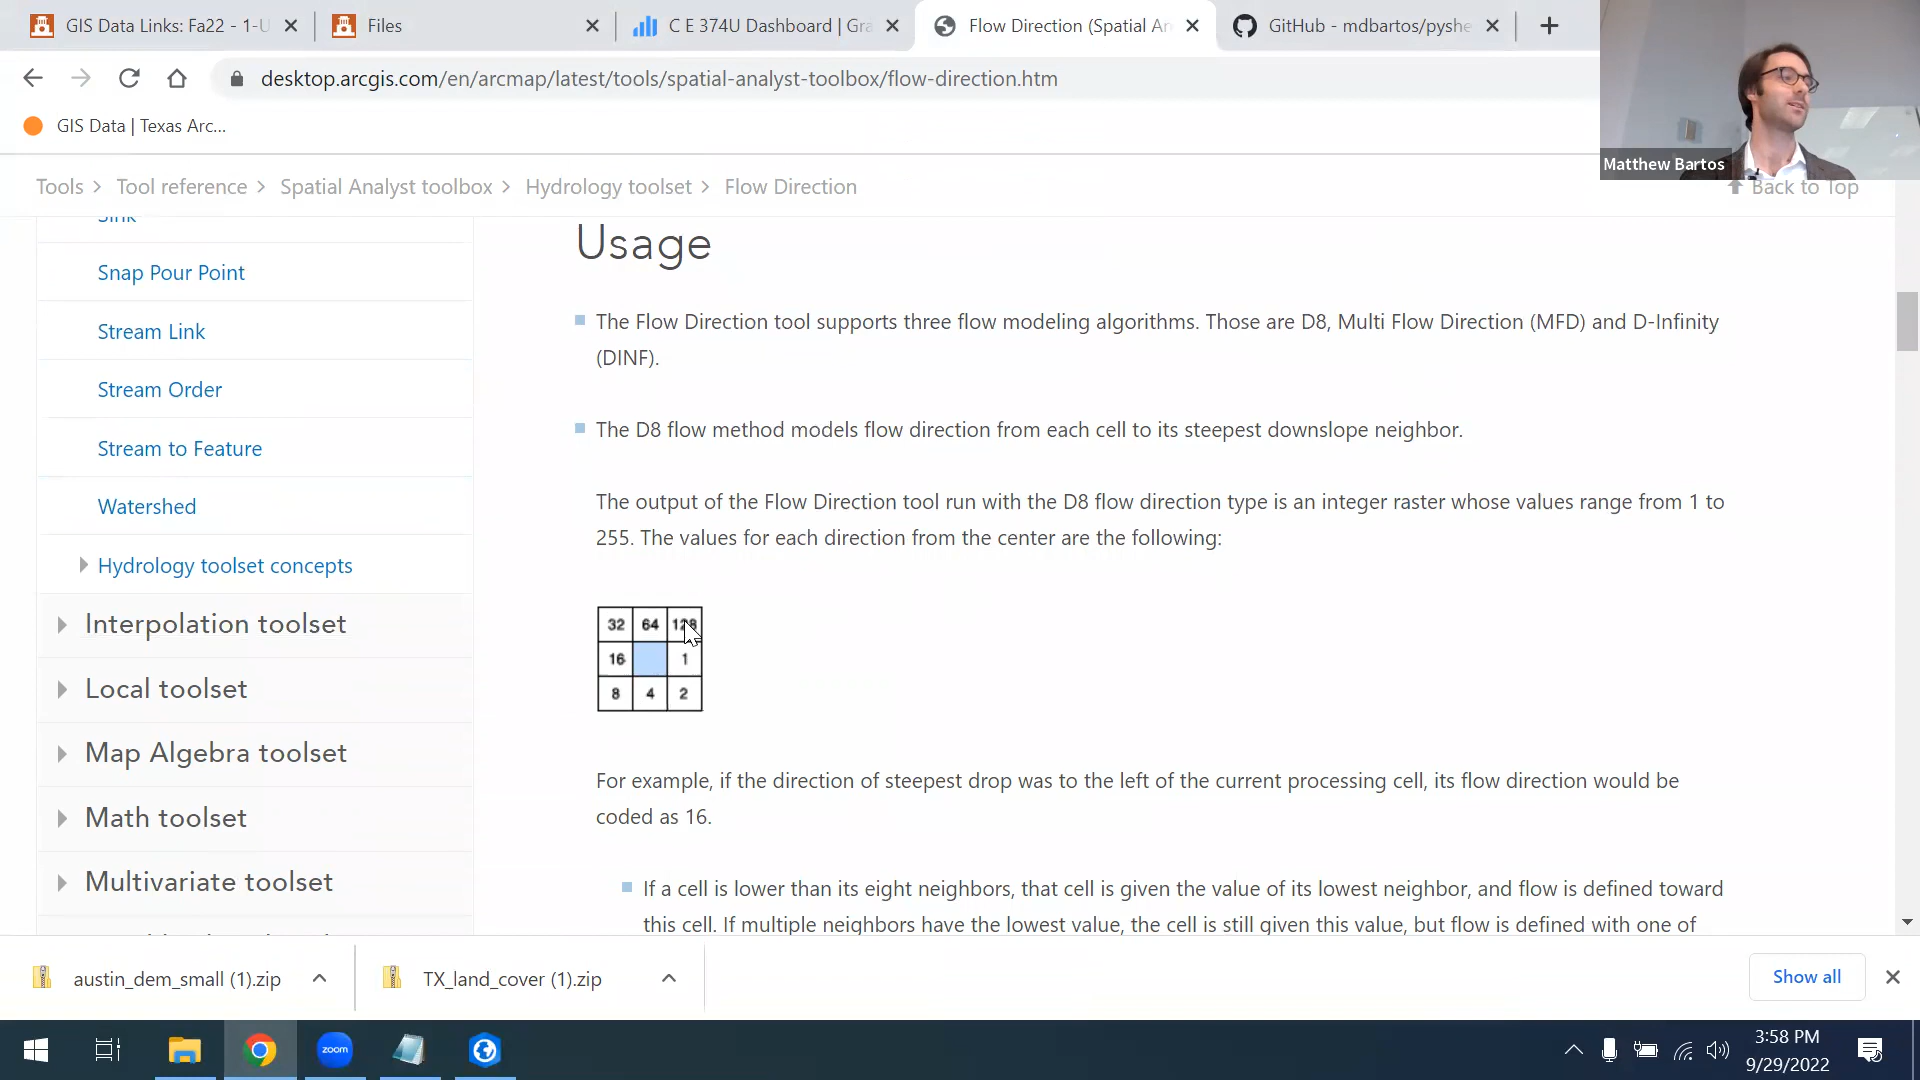 GIS Data Links: Fa22 - 1-U
Files
C E 374U Dashboard | Gra
Flow Direction (Spatial An
GitHub - mdbartos/pyshe
desktop.arcgis.com/en/arcmap/latest/tools/spatial-analyst-toolbox/flow-direction.htm
GIS Data | Texas Arc...
Matthew Bartos
Tools > Tool reference > Spatial Analyst toolbox > Hydrology toolset > Flow Direction
Back to Top
Sink
Snap Pour Point
Stream Link
Stream Order
Stream to Feature
Watershed
Hydrology toolset concepts
Interpolation toolset
Local toolset
Map Algebra toolset
Math toolset
Multivariate toolset
Usage
The Flow Direction tool supports three flow modeling algorithms. Those are D8, Multi Flow Direction (MFD) and D-Infinity
(DINF).
The D8 flow method models flow direction from each cell to its steepest downslope neighbor.
The output of the Flow Direction tool run with the D8 flow direction type is an integer raster whose values range from 1 to
255. The values for each direction from the center are the following:
32 64 128
16 1
8 4 2
For example, if the direction of steepest drop was to the left of the current processing cell, its flow direction would be
coded as 16.
If a cell is lower than its eight neighbors, that cell is given the value of its lowest neighbor, and flow is defined toward
this cell. If multiple neighbors have the lowest value, the cell is still given this value, but flow is defined with one of
austin_dem_small (1).zip
TX_land_cover (1).zip
Show all
zoom
3:58 PM
9/29/2022